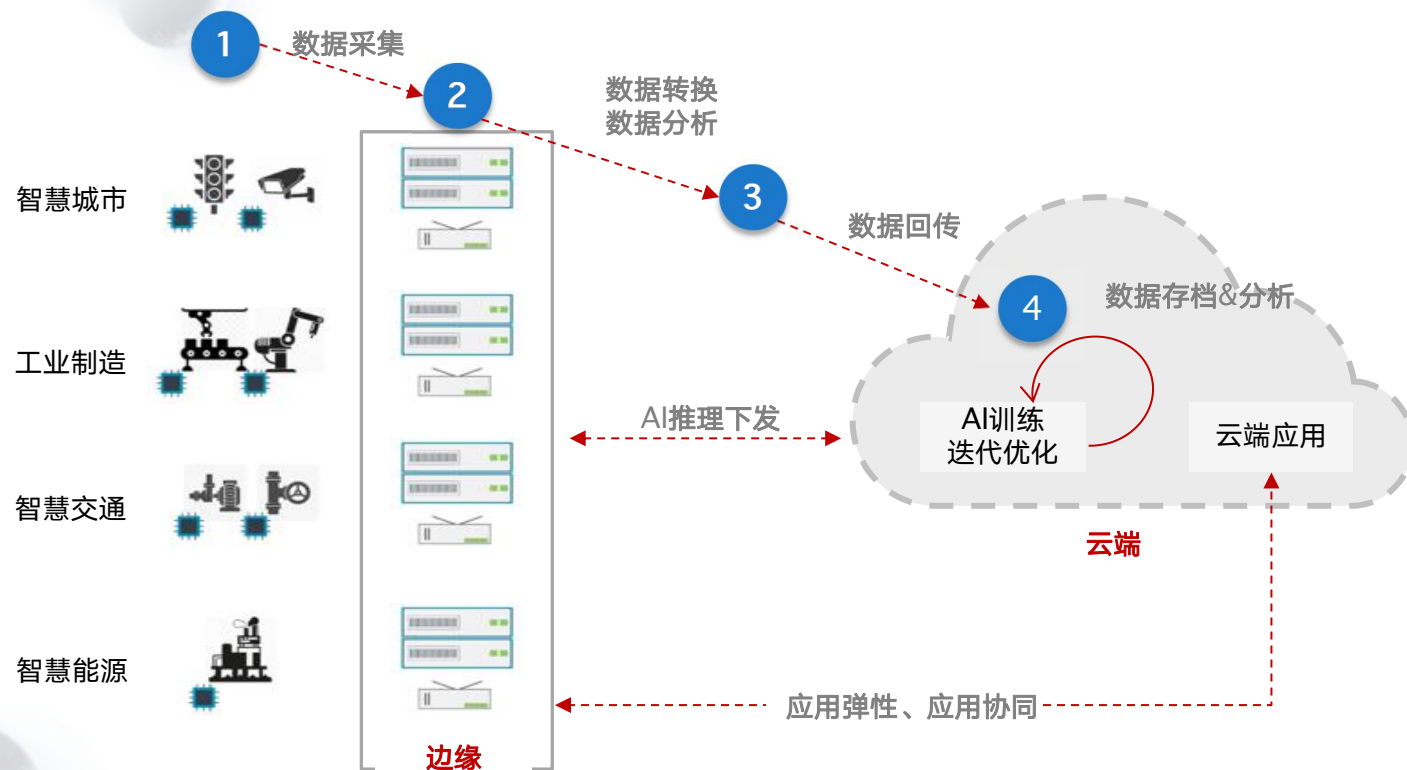 1
数据采集
2
数据转换
数据分析
3
数据回传
4
数据存档&分析
智慧城市
工业制造
智慧交通
智慧能源
AI推理下发
AI训练
迭代优化
云端应用
云端
应用弹性、应用协同
边缘